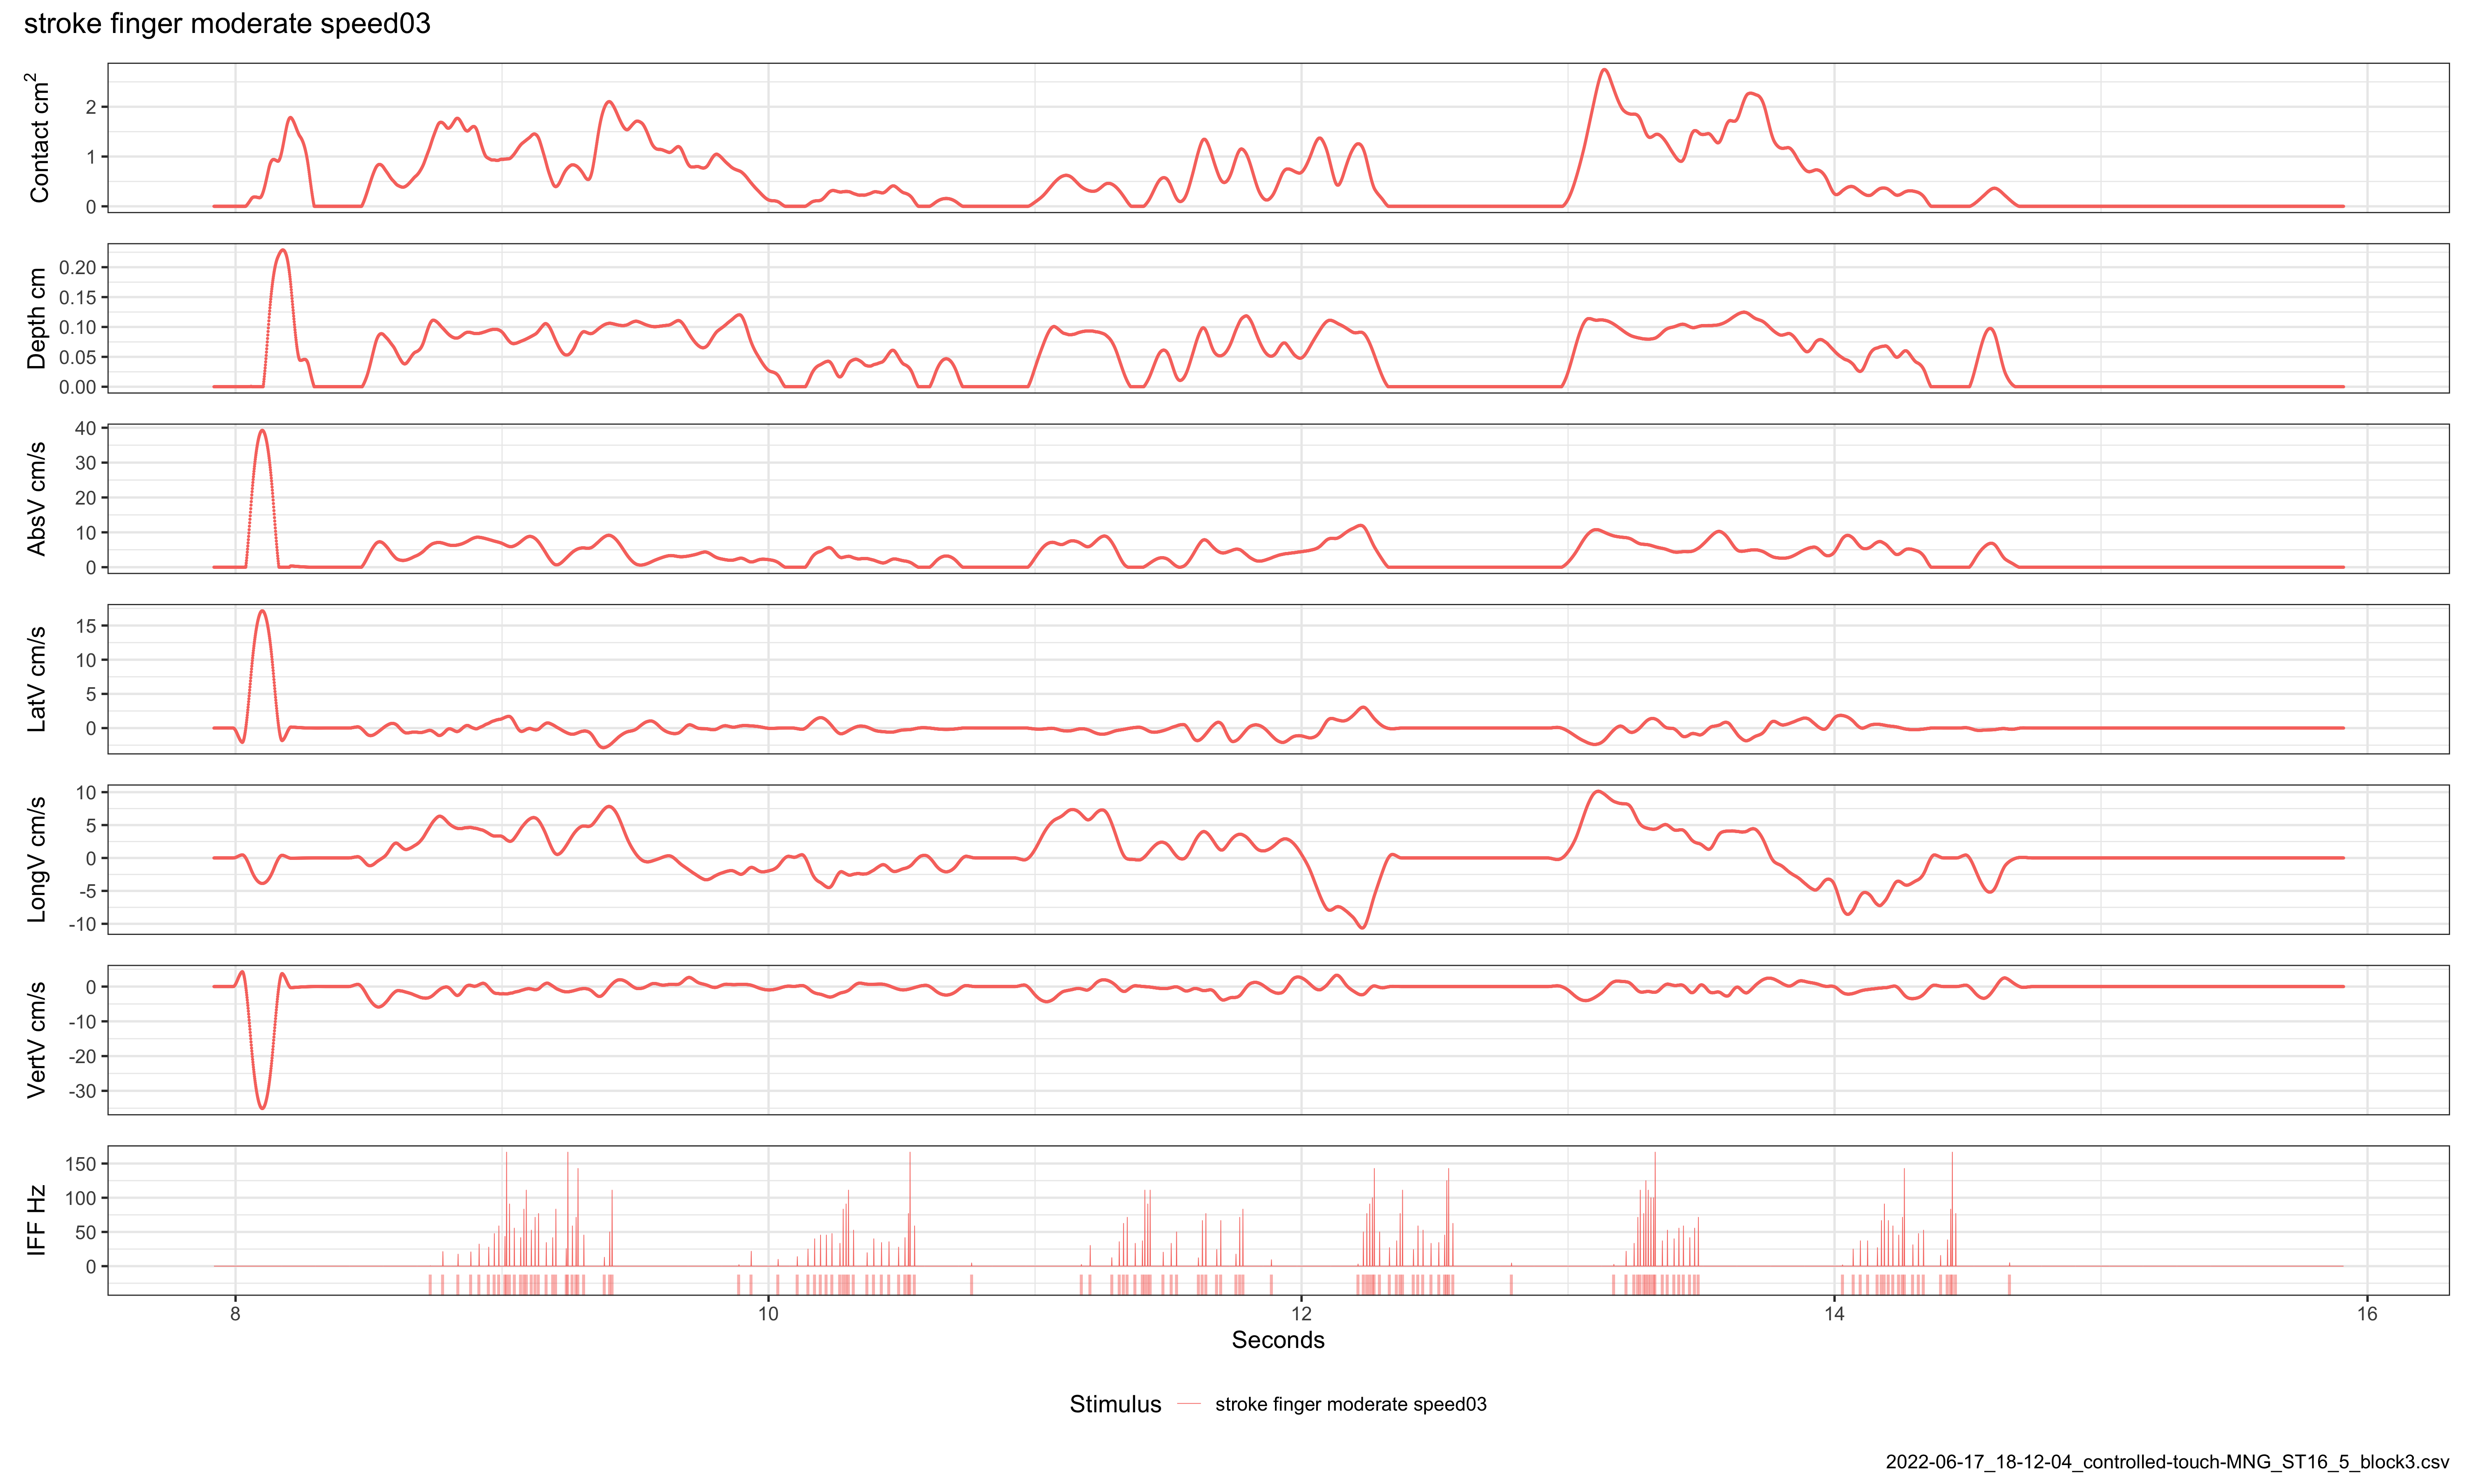 stroke finger moderate speed03
Contact cm²
2
1
0
Depth cm
0.20
0.15
0.10
0.05
0.00
AbsV cm/s
40
30
20
10
0
LatV cm/s
15
10
5
0
LongV cm/s
10
5
0
-5
-10
VertV cm/s
0
-10
-20
-30
IFF Hz
150
100
50
0
8 10 12 14 16
Seconds
Stimulus stroke finger moderate speed03
2022-06-17_18-12-04_controlled-touch-MNG_ST16_5_block3.csv